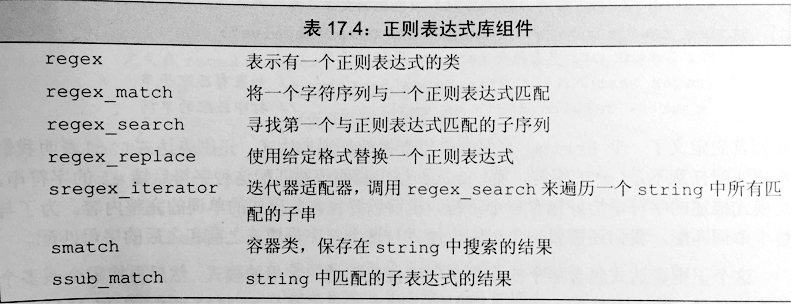 表 17.4：正则表达式库组件
regex 表示有一个正则表达式的类
regex_match 将一个字符序列与一个正则表达式匹配
regex_search 寻找第一个与正则表达式匹配的子序列
regex_replace 使用给定格式替换一个正则表达式
sregex_iterator 迭代器适配器，调用 regex_search 来遍历一个 string 中所有匹
配的子串
smatch 容器类，保存在 string 中搜索的结果
ssub_match string 中匹配的子表达式的结果